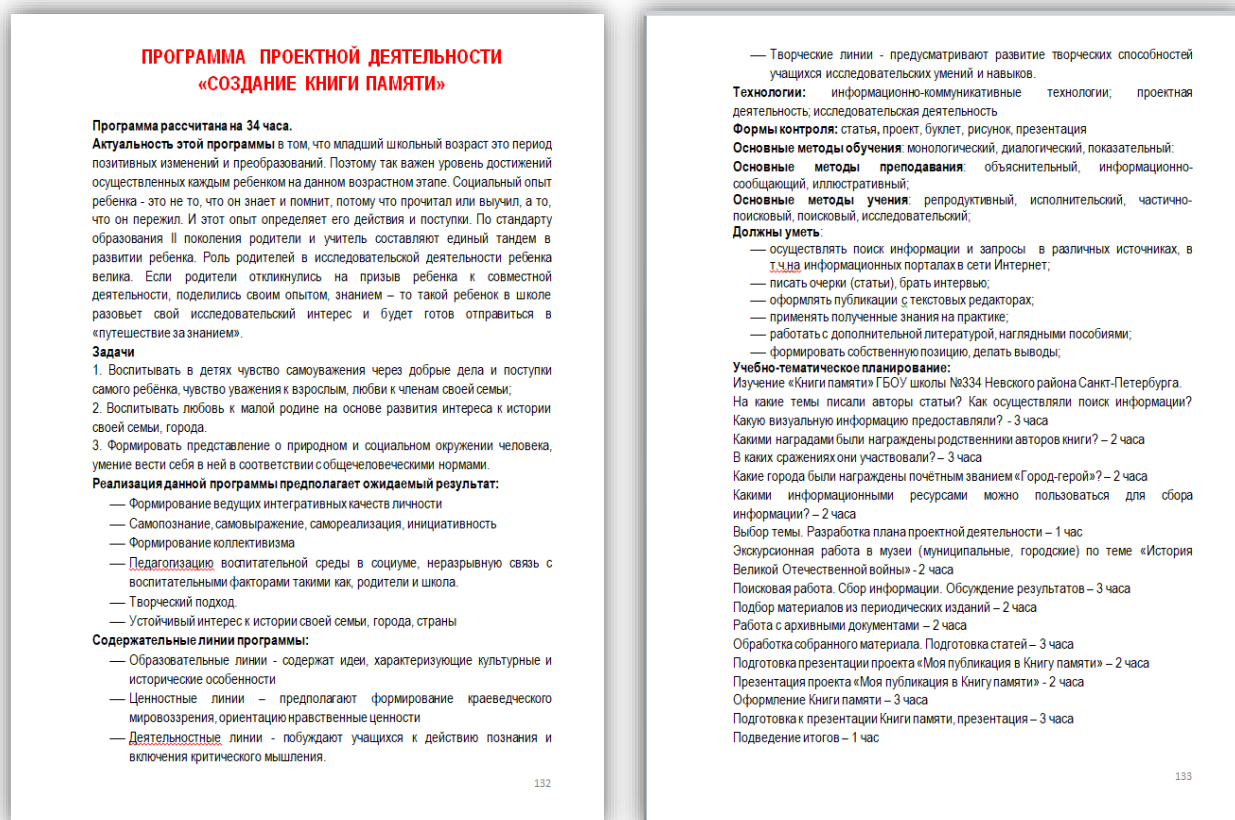 ПРОГРАММА ПРОЕКТНОЙ ДЕЯТЕЛЬНОСТИ
«СОЗДАНИЕ КНИГИ ПАМЯТИ»
Программа рассчитана на 34 часа.
Актуальность этой программы в том, что младший школьный возраст это период
позитивных изменений и преобразований. Поэтому так важен уровень достижений
осуществленных каждым ребенком на данном возрастном этапе. Социальный опыт
ребенка - это не то, что он знает и помнит, потому что прочитал или выучил, а то,
что он пережил. И этот опыт определяет его действия и поступки. По стандарту
образования II поколения родители и учитель составляют единый тандем в
развитии ребенка. Роль родителей в исследовательской деятельности ребенка
велика. Если родители откликнулись на призыв ребенка к совместной
деятельности, поделились своим опытом, знанием – то такой ребенок в школе
разовьет свой исследовательский интерес и будет готов отправиться в
«путешествие за знанием».
Задачи
1. Воспитывать в детях чувство самоуважения через добрые дела и поступки
самого ребёнка, чувство уважения к взрослым, любви к членам своей семьи;
2. Воспитывать любовь к малой родине на основе развития интереса к истории
своей семьи, города.
3. Формировать представление о природном и социальном окружении человека,
умение вести себя в ней в соответствии с общечеловеческими нормами.
Реализация данной программы предполагает ожидаемый результат:
— Формирование ведущих интегративных качеств личности
— Самопознание, самовыражение, самореализация, инициативность
— Формирование коллективизма
— Педагогизацию воспитательной среды в социуме, неразрывную связь с
воспитательными факторами такими как, родители и школа.
— Творческий подход.
— Устойчивый интерес к истории своей семьи, города, страны
Содержательные линии программы:
— Образовательные линии - содержат идеи, характеризующие культурные и
исторические особенности
— Ценностные линии – предполагают формирование краеведческого
мировоззрения, ориентацию нравственные ценности
— Деятельностные линии - побуждают учащихся к действию познания и
включения критического мышления.
132
— Творческие линии - предусматривают развитие творческих способностей
учащихся исследовательских умений и навыков.
Технологии: информационно-коммуникативные технологии; проектная
деятельность; исследовательская деятельность
Формы контроля: статья, проект, буклет, рисунок, презентация
Основные методы обучения: монологический, диалогический, показательный:
Основные методы преподавания: объяснительный, информационно-
сообщающий, иллюстративный;
Основные методы учения: репродуктивный, исполнительский, частично-
поисковый, поисковый, исследовательский;
Должны уметь:
— осуществлять поиск информации и запросы в различных источниках, в
т.ч.на информационных порталах в сети Интернет;
— писать очерки (статьи), брать интервью;
— оформлять публикации с текстовых редакторах;
— применять полученные знания на практике;
— работать с дополнительной литературой, наглядными пособиями;
— формировать собственную позицию, делать выводы;
Учебно-тематическое планирование:
Изучение «Книги памяти» ГБОУ школы №334 Невского района Санкт-Петербурга.
На какие темы писали авторы статьи? Как осуществляли поиск информации?
Какую визуальную информацию предоставляли? - 3 часа
Какими наградами были награждены родственники авторов книги? – 2 часа
В каких сражениях они участвовали? – 3 часа
Какие города были награждены почётным званием «Город-герой»? – 2 часа
Какими информационными ресурсами можно пользоваться для сбора
информации? – 2 часа
Выбор темы. Разработка плана проектной деятельности – 1 час
Экскурсионная работа в музеи (муниципальные, городские) по теме «История
Великой Отечественной войны» - 2 часа
Поисковая работа. Сбор информации. Обсуждение результатов – 3 часа
Подбор материалов из периодических изданий – 2 часа
Работа с архивными документами – 2 часа
Обработка собранного материала. Подготовка статей – 3 часа
Подготовка презентации проекта «Моя публикация в Книгу памяти» – 2 часа
Презентация проекта «Моя публикация в Книгу памяти» - 2 часа
Оформление Книги памяти – 3 часа
Подготовка к презентации Книги памяти, презентация – 3 часа
Подведение итогов – 1 час
133